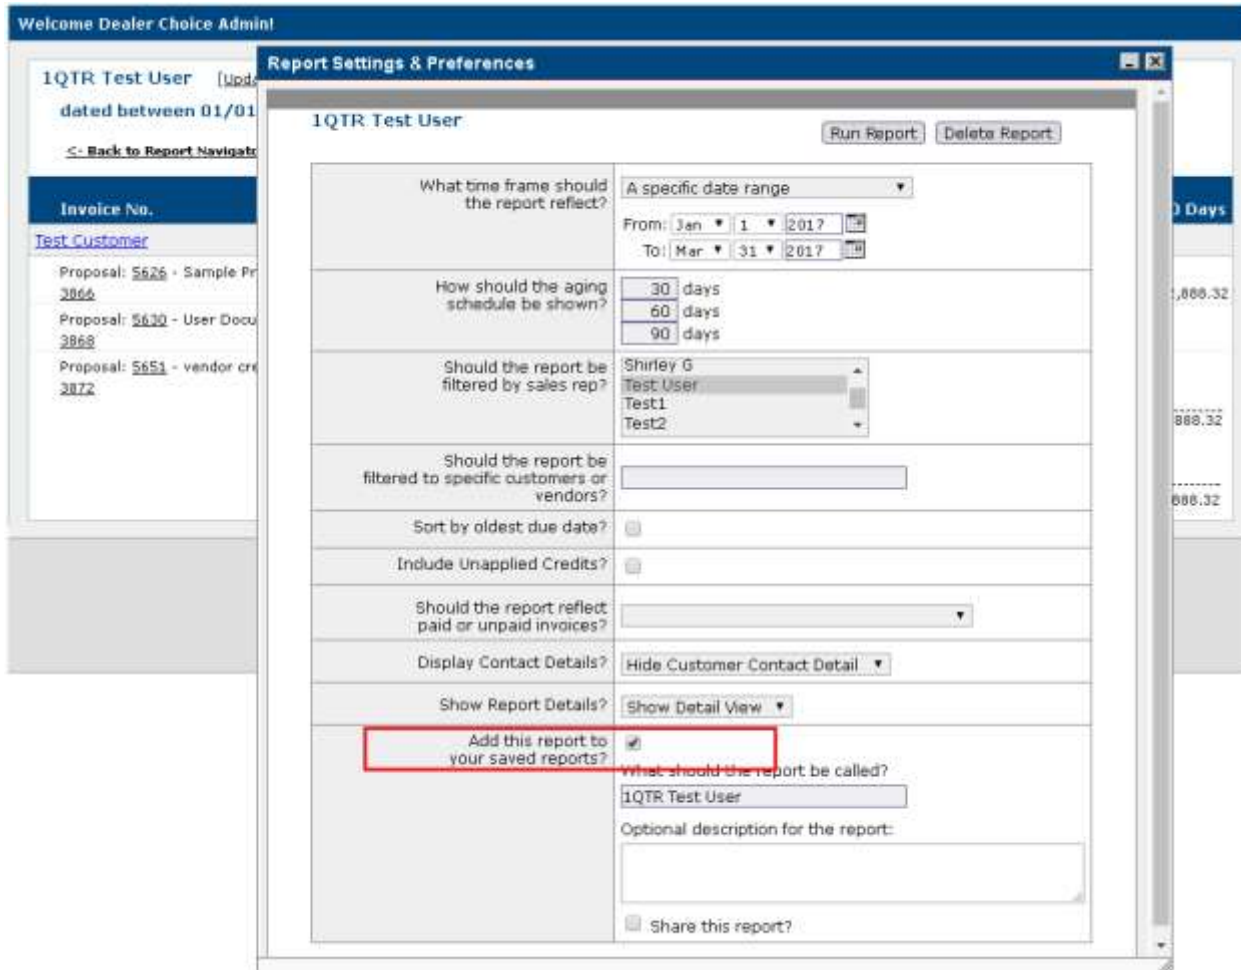 Welcome Dealer Choice Admin!
1QTR Test User [Upda
dated between 01/01
<- Back to Report Navigato
Invoice No.
0 Days
Test Customer
Proposal: 5626 - Sample Pr
3866
Proposal: 5630 - User Docu
3868
Proposal: 5651 - vendor cre
3872
,888.32
888.32
888.32
Report Settings & Preferences
1QTR Test User
Run Report Delete Report
What time frame should the report reflect? A specific date range
From: Jan 1 2017
To: Mar 31 2017
How should the aging schedule be shown? 30 days
60 days
90 days
Should the report be filtered by sales rep? Shirley G
Test User
Test1
Test2
Should the report be
filtered to specific customers or
vendors?
Sort by oldest due date?
Include Unapplied Credits?
Should the report reflect
paid or unpaid invoices?
Display Contact Details? Hide Customer Contact Detail
Show Report Details? Show Detail View
Add this report to
your saved reports?
What should the report be called?
1QTR Test User
Optional description for the report:
Share this report?